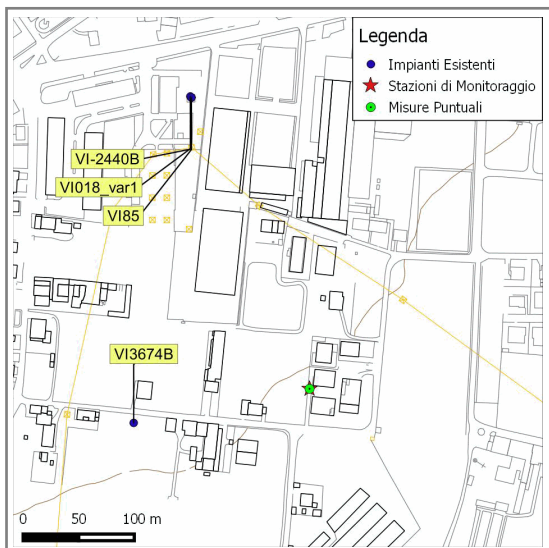 Legenda
Impianti Esistenti
Stazioni di Monitoraggio
Misure Puntuali
VI-2440B
VI018_var1
VI85
VI3674B
0 50 100 m